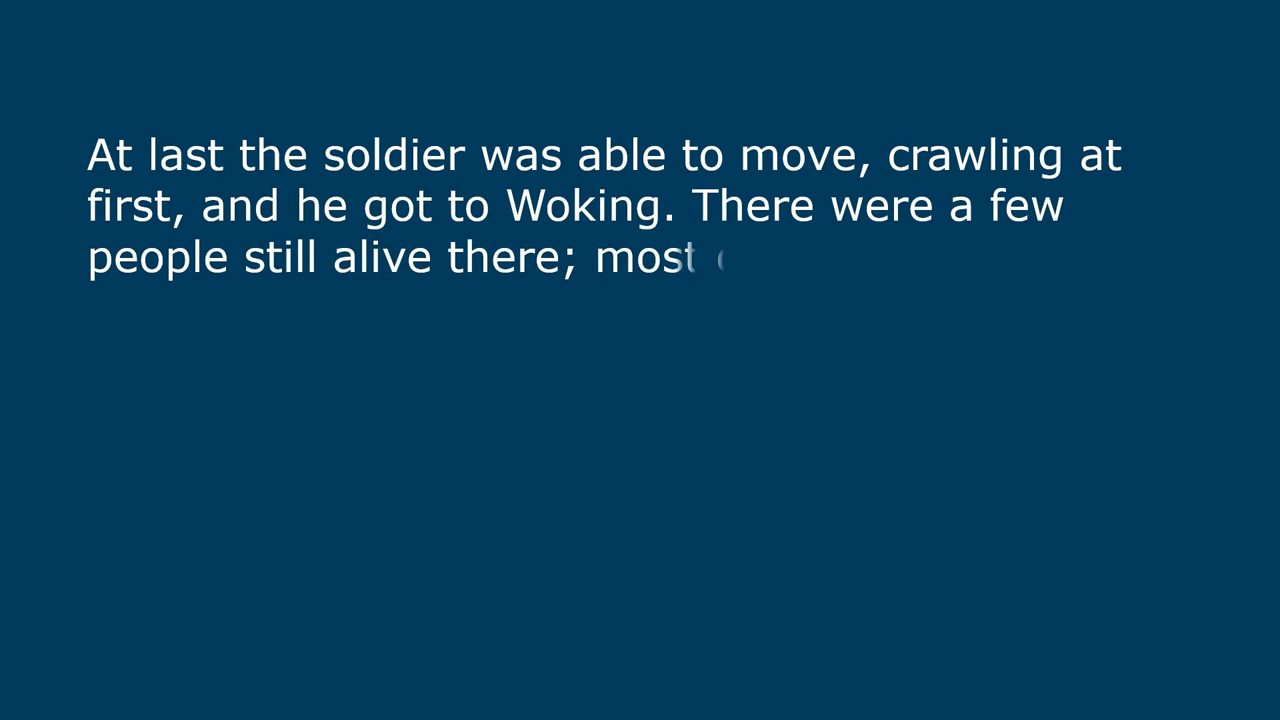 At last the soldier was able to move, crawling at
first, and he got to Woking. There were a few
people still alive there; most